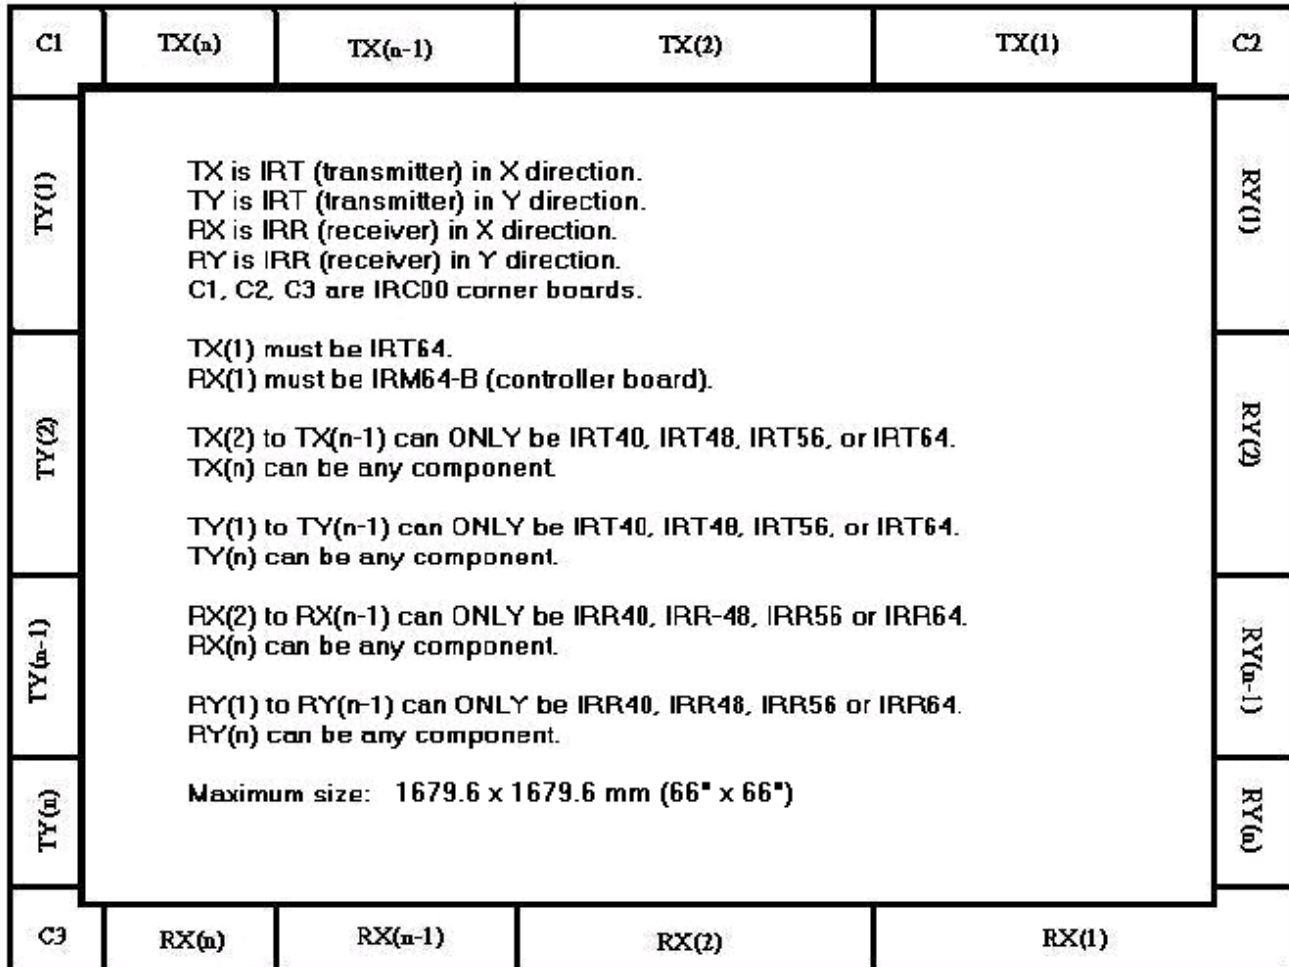 C1 TX(n) TX(n-1) TX(2) TX(1) C2
TY(1)
TY(2)
TY(n-1)
TY(n)
TX is IRT (transmitter) in X direction.
TY is IRT (transmitter) in Y direction.
RX is IRR (receiver) in X direction.
RY is IRR (receiver) in Y direction.
C1, C2, C3 are IRC00 corner boards.
TX(1) must be IRT64.
RX(1) must be IRM64-B (controller board).
TX(2) to TX(n-1) can ONLY be IRT40, IRT48, IRT56, or IRT64.
TX(n) can be any component.
TY(1) to TY(n-1) can ONLY be IRT40, IRT48, IRT56, or IRT64.
TY(n) can be any component.
RX(2) to RX(n-1) can ONLY be IRR40, IRR-48, IRR56 or IRR64.
RX(n) can be any component.
RY(1) to RY(n-1) can ONLY be IRR40, IRR48, IRR56 or IRR64.
RY(n) can be any component.
Maximum size: 1679.6 x 1679.6 mm (66" x 66")
RY(1)
RY(2)
RY(n-1)
RY(n)
C3 RX(n) RX(n-1) RX(2) RX(1)